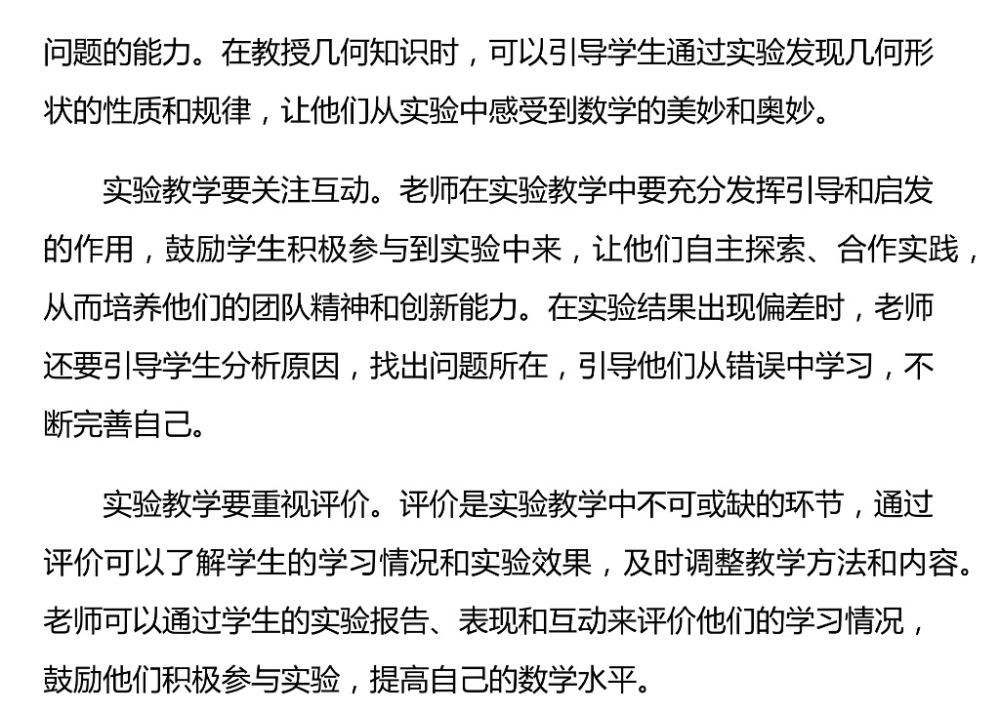 问题的能力。在教授几何知识时，可以引导学生通过实验发现几何形
状的性质和规律，让他们从实验中感受到数学的美妙和奥妙。
实验教学要关注互动。老师在实验教学中要充分发挥引导和启发
的作用，鼓励学生积极参与到实验中来，让他们自主探索、合作实践，
从而培养他们的团队精神和创新能力。在实验结果出现偏差时，老师
还要引导学生分析原因，找出问题所在，引导他们从错误中学习，不
断完善自己。
实验教学要重视评价。评价是实验教学中不可或缺的环节，通过
评价可以了解学生的学习情况和实验效果，及时调整教学方法和内容。
老师可以通过学生的实验报告、表现和互动来评价他们的学习情况，
鼓励他们积极参与实验，提高自己的数学水平。